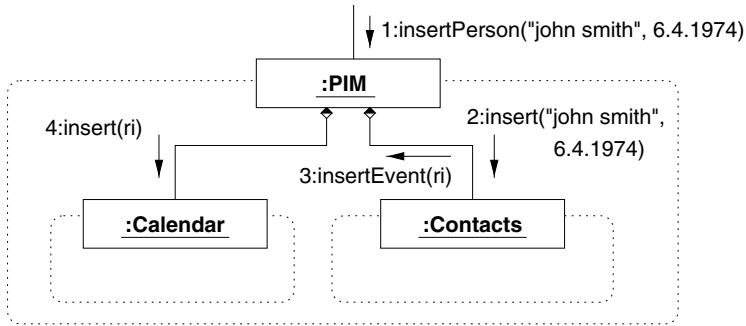 1:insertPerson("john smith", 6.4.1974)
:PIM
4:insert(ri)
2:insert("john smith",
6.4.1974)
3:insertEvent(ri)
:Calendar
:Contacts